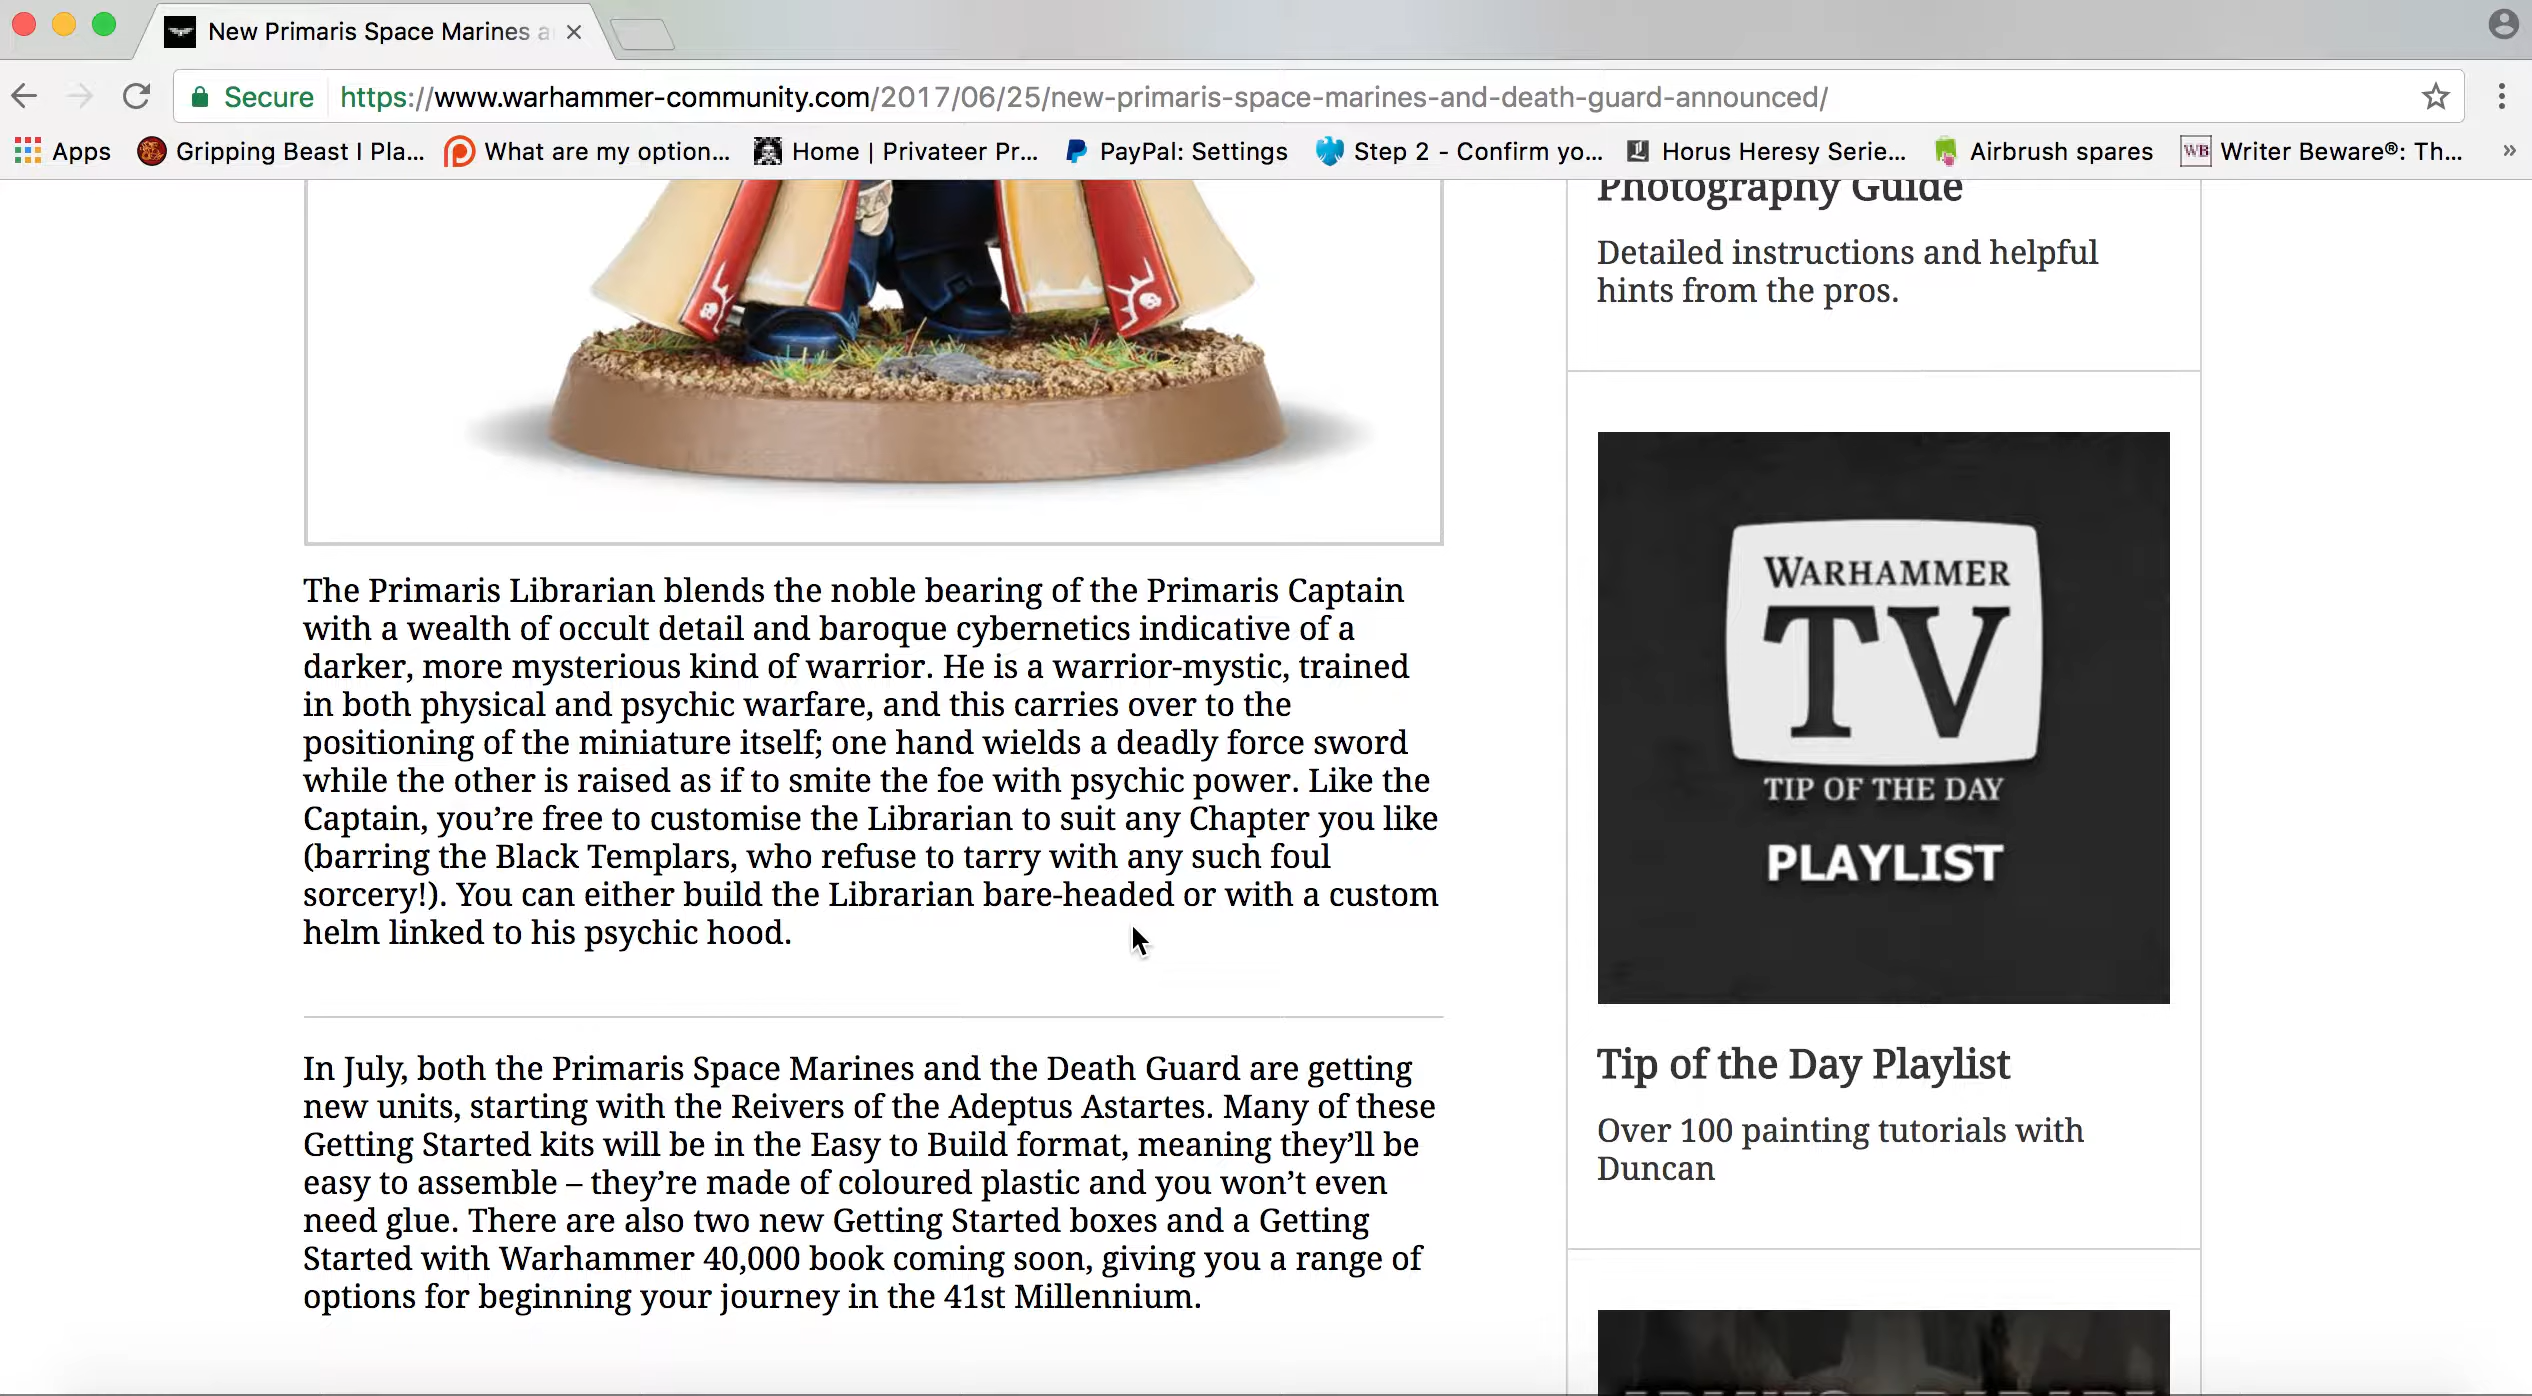 New Primaris Space Marines a
Secure https://www.warhammer-community.com/2017/06/25/new-primaris-space-marines-and-death-guard-announced/
Apps Gripping Beast I Pla... What are my option... Home | Privateer Pr... PayPal: Settings Step 2 - Confirm yo... Horus Heresy Serie... Airbrush spares WB Writer Beware®: Th... »
The Primaris Librarian blends the noble bearing of the Primaris Captain
with a wealth of occult detail and baroque cybernetics indicative of a
darker, more mysterious kind of warrior. He is a warrior-mystic, trained
in both physical and psychic warfare, and this carries over to the
positioning of the miniature itself; one hand wields a deadly force sword
while the other is raised as if to smite the foe with psychic power. Like the
Captain, you’re free to customise the Librarian to suit any Chapter you like
(barring the Black Templars, who refuse to tarry with any such foul
sorcery!). You can either build the Librarian bare-headed or with a custom
helm linked to his psychic hood.
In July, both the Primaris Space Marines and the Death Guard are getting
new units, starting with the Reivers of the Adeptus Astartes. Many of these
Getting Started kits will be in the Easy to Build format, meaning they’ll be
easy to assemble – they’re made of coloured plastic and you won’t even
need glue. There are also two new Getting Started boxes and a Getting
Started with Warhammer 40,000 book coming soon, giving you a range of
options for beginning your journey in the 41st Millennium.
Photography Guide
Detailed instructions and helpful
hints from the pros.
WARHAMMER
TV
TIP OF THE DAY
PLAYLIST
Tip of the Day Playlist
Over 100 painting tutorials with
Duncan